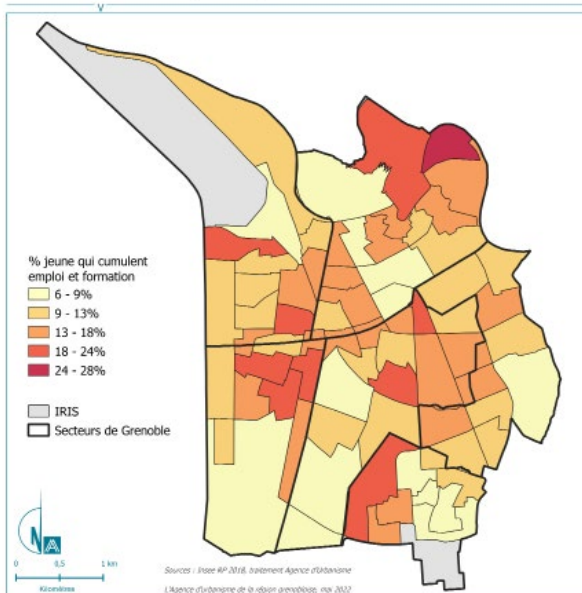 % jeune qui cumulent
emploi et formation
6 - 9%
9 - 13%
13 - 18%
18 - 24%
24 - 28%
IRIS
Secteurs de Grenoble
N A
0 0,5 1 km
Kilomètres
Sources : Insee RP 2018, traitement Agence d'Urbanisme
L'Agence d'urbanisme de la région grenobloise, mai 2022